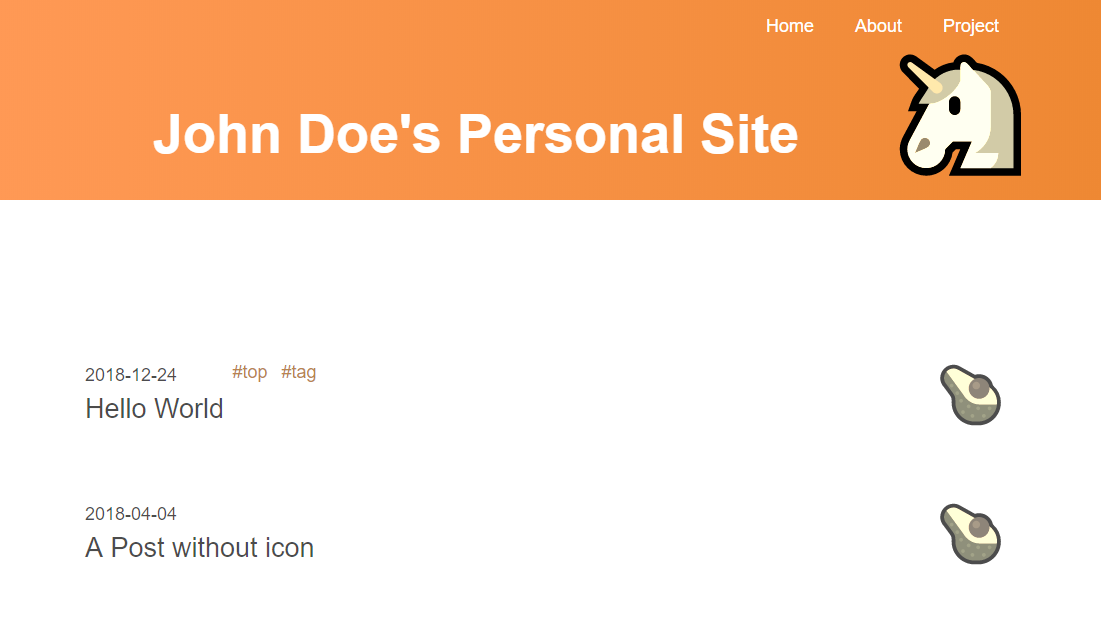 Home About Project
John Doe's Personal Site
2018-12-24 #top #tag
Hello World
2018-04-04
A Post without icon